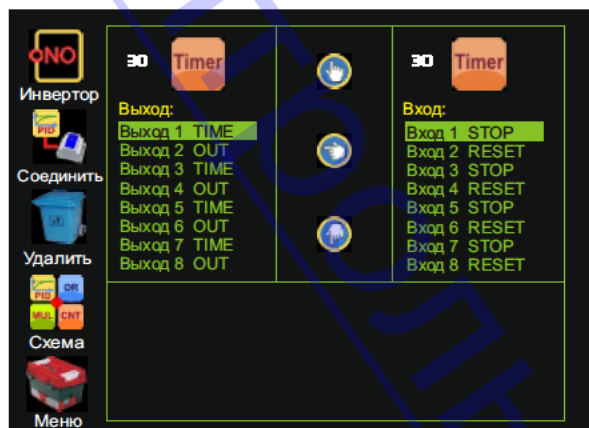 NO
Инвертор
PID
Соединить
Удалить
PID OR
MUL CNT
Схема
Меню
30 Timer
Выход:
Выход 1 TIME
Выход 2 OUT
Выход 3 TIME
Выход 4 OUT
Выход 5 TIME
Выход 6 OUT
Выход 7 TIME
Выход 8 OUT
30 Timer
Вход:
Вход 1 STOP
Вход 2 RESET
Вход 3 STOP
Вход 4 RESET
Вход 5 STOP
Вход 6 RESET
Вход 7 STOP
Вход 8 RESET